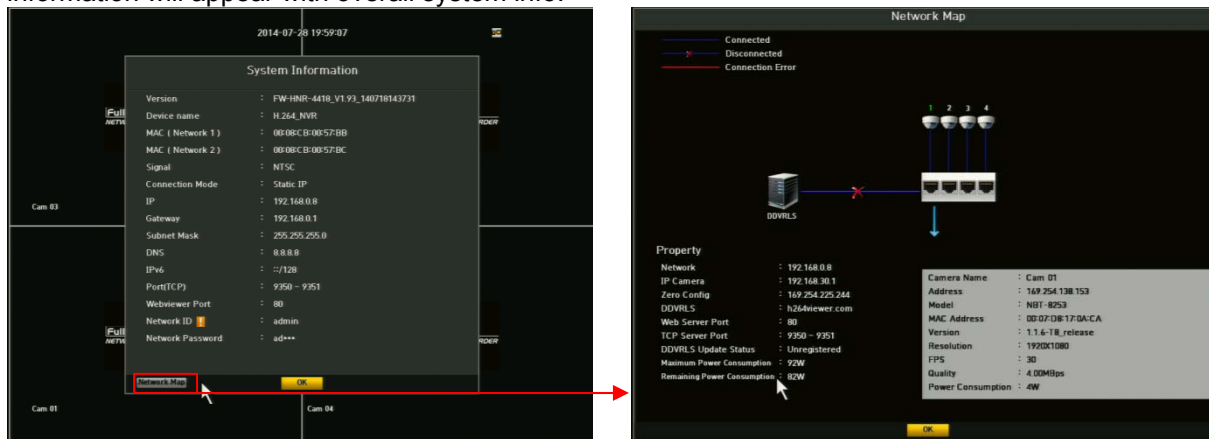 information will appear with overall system info.
2014-07-28 19:59:07
System Information
Version : FW-HNR-4418_V1.93_140718143731
Device name : H.264_NVR
MAC ( Network 1 ) : 00:08:CB:00:57:BB
MAC ( Network 2 ) : 00:08:CB:00:57:BC
Signal : NTSC
Connection Mode : Static IP
IP : 192.168.0.8
Gateway : 192.168.0.1
Subnet Mask : 255.255.255.0
DNS : 8.8.8.8
IPv6 : ::/128
Port(TCP) : 9350 ~ 9351
Webviewer Port : 80
Network ID : admin
Network Password : ad***
Network Map
OK
Full
NETW
RDER
Cam 03
Full
NETW
RDER
Cam 01
Cam 04
Network Map
Connected
Disconnected
Connection Error
1 2 3 4
DDVRLS
Property
Network : 192.168.0.8
IP Camera : 192.168.30.1
Zero Config : 169.254.225.244
DDVRLS : h264viewer.com
Web Server Port : 80
TCP Server Port : 9350 ~ 9351
DDVRLS Update Status : Unregistered
Maximum Power Consumption : 92W
Remaining Power Consumption : 82W
Camera Name : Cam 01
Address : 169.254.138.153
Model : NBT-8253
MAC Address : 00:07:D8:17:0A:CA
Version : 1.1.6-T8_release
Resolution : 1920X1080
FPS : 30
Quality : 4.00MBps
Power Consumption : 4W
OK